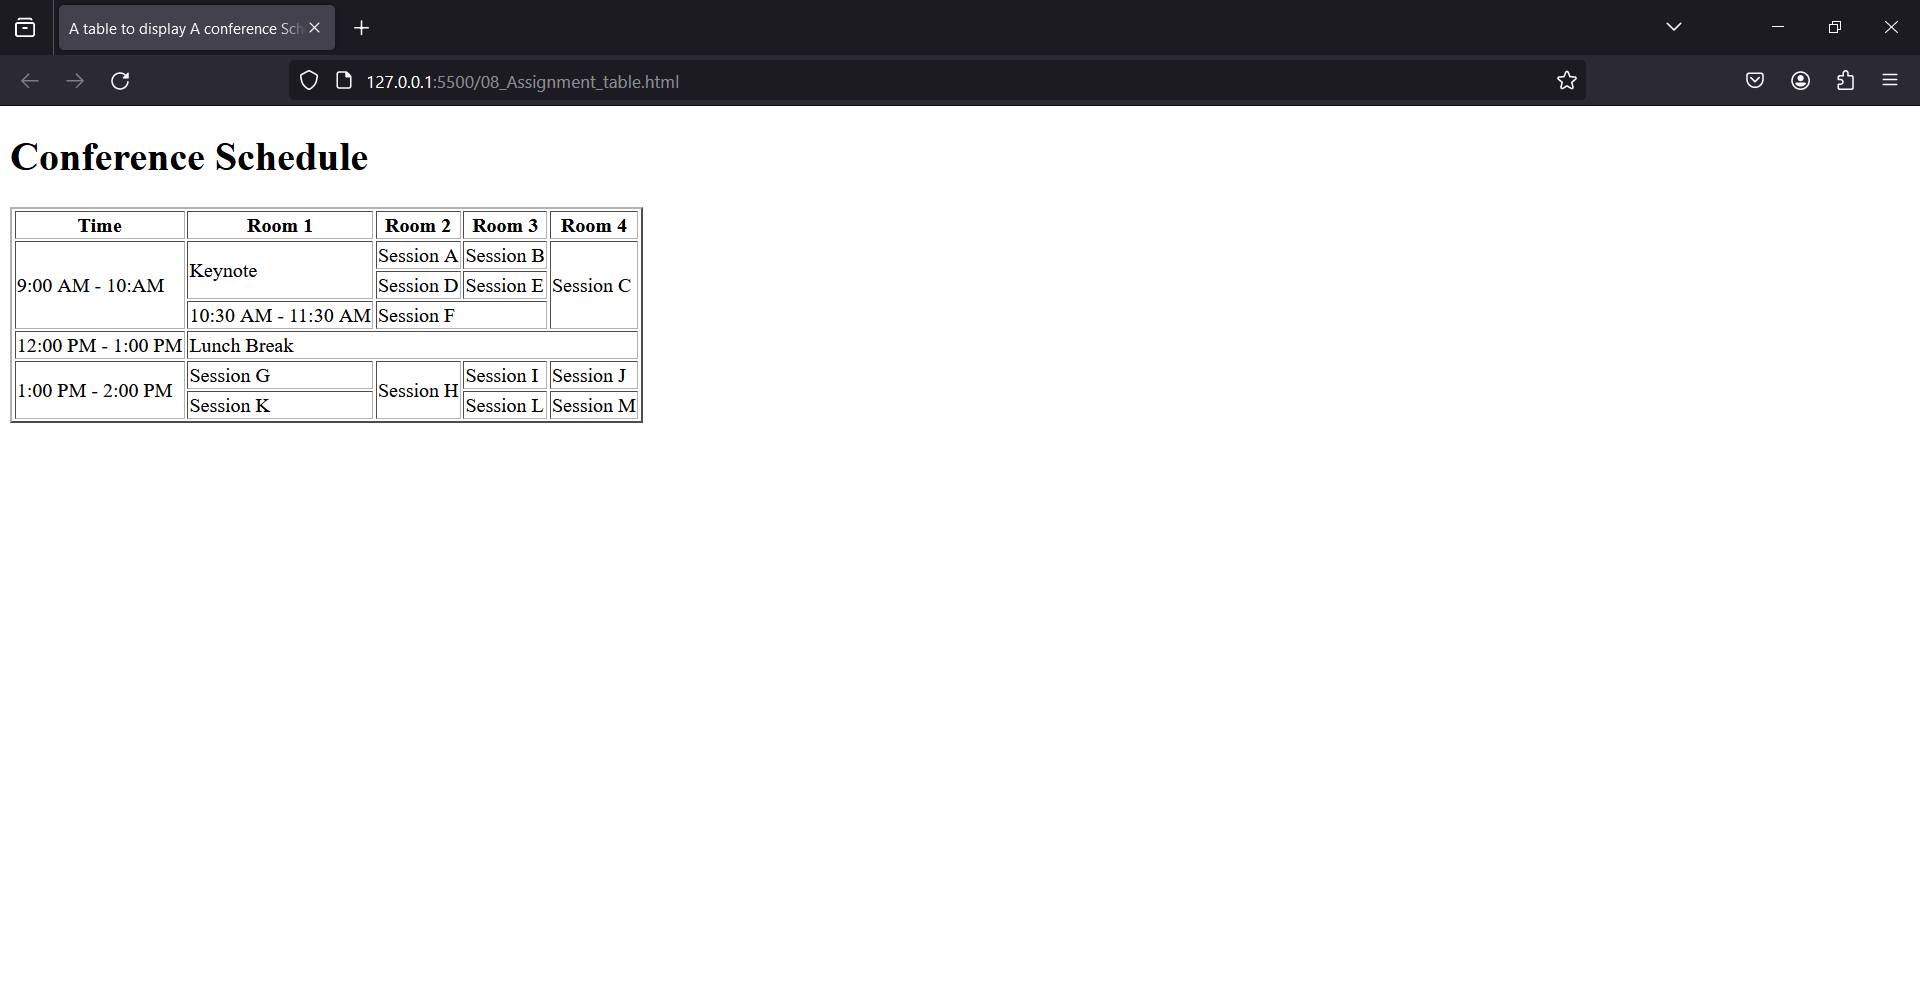 A table to display A conference Sch
127.0.0.1:5500/08_Assignment_table.html
Conference Schedule
Time Room 1 Room 2 Room 3 Room 4
9:00 AM - 10:AM Keynote Session A Session B Session C
Session D Session E
10:30 AM - 11:30 AM Session F
12:00 PM - 1:00 PM Lunch Break
1:00 PM - 2:00 PM Session G Session H Session I Session J
Session K Session L Session M